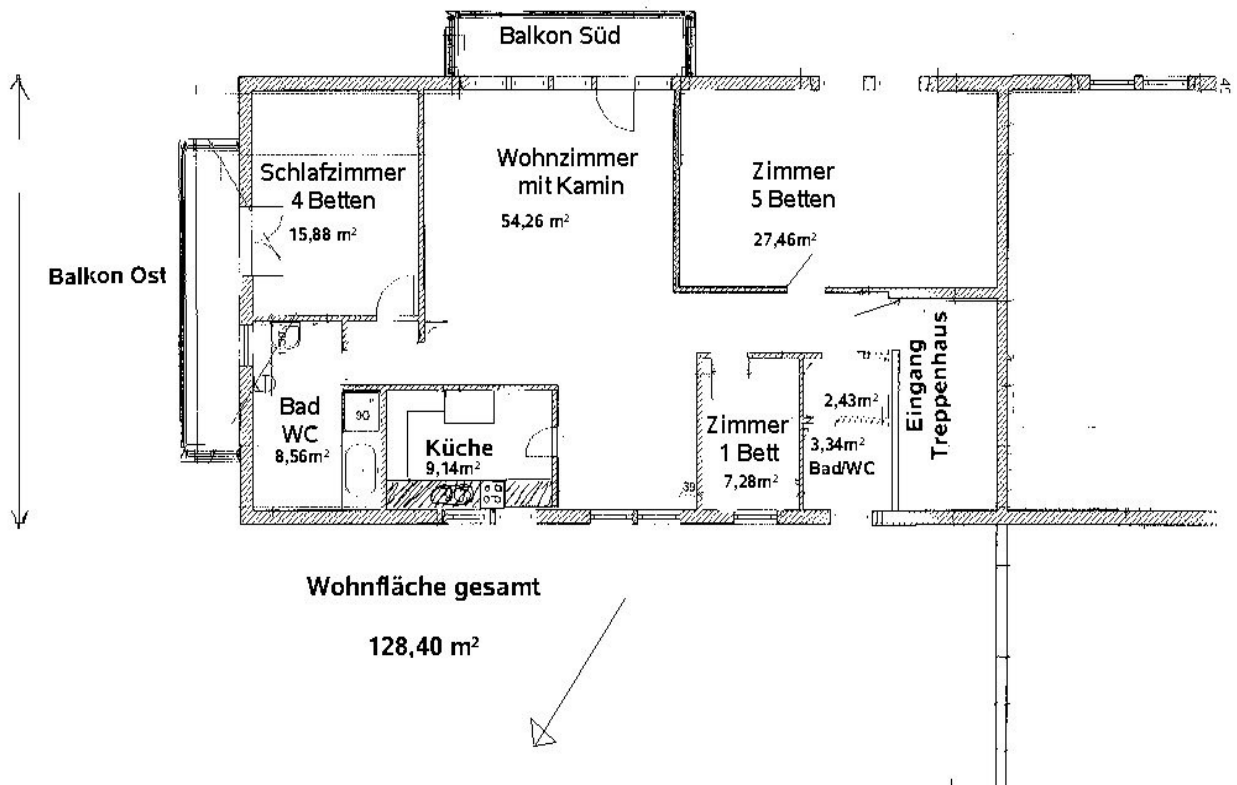 Balkon Süd
Schlafzimmer
4 Betten
15,88 m²
Wohnzimmer
mit Kamin
54,26 m²
Zimmer
5 Betten
27,46m²
Balkon Ost
Bad
WC
8,56m²
90
Küche
9,14m²
Zimmer
1 Bett
7,28m²
39
2,43m²
3,34m²
Bad/WC
Eingang
Treppenhaus
Wohnfläche gesamt
128,40 m²